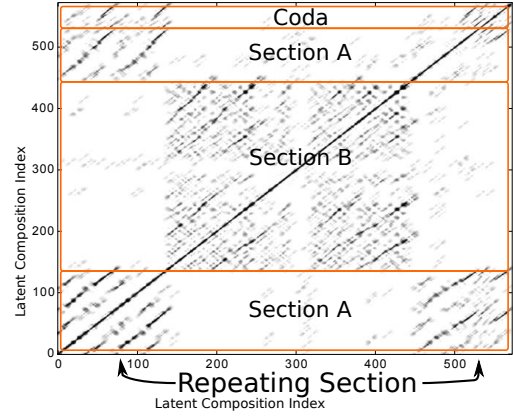 Coda
500
Section A
400
300
Section B
200
100
Section A
0
0 100 200 300 400 500
Repeating Section
Latent Composition Index
Latent Composition Index